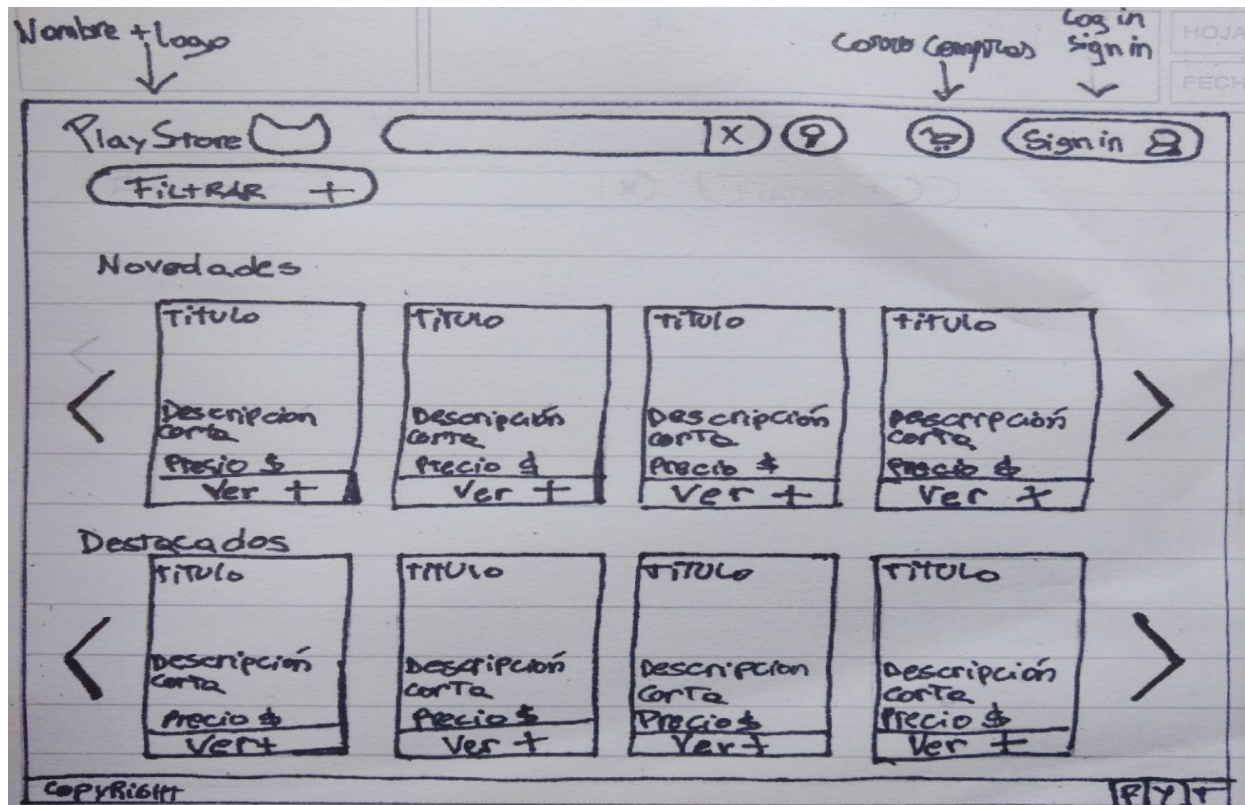 Nombre + Logo
Carro Compras
Log in
Sign in
HOJA
FECH
PlayStore
X
Sign in
FILTRAR +
Novedades
TITULO TITULO TITULO TITULO
Descripcion Descripción Descripción Descripción
corta corta corta corta
Presio $ Precio $ Precio $ Precio $
Ver + Ver + Ver + Ver +
Destacados
TITULO TITULO TITULO TITULO
Descripción Descripción Descripcion Descripción
corta corta corta corta
Precio $ Precio $ Precio $ Precio $
Ver+ Ver + Ver+ Ver +
COPYRIGHT
F Y T